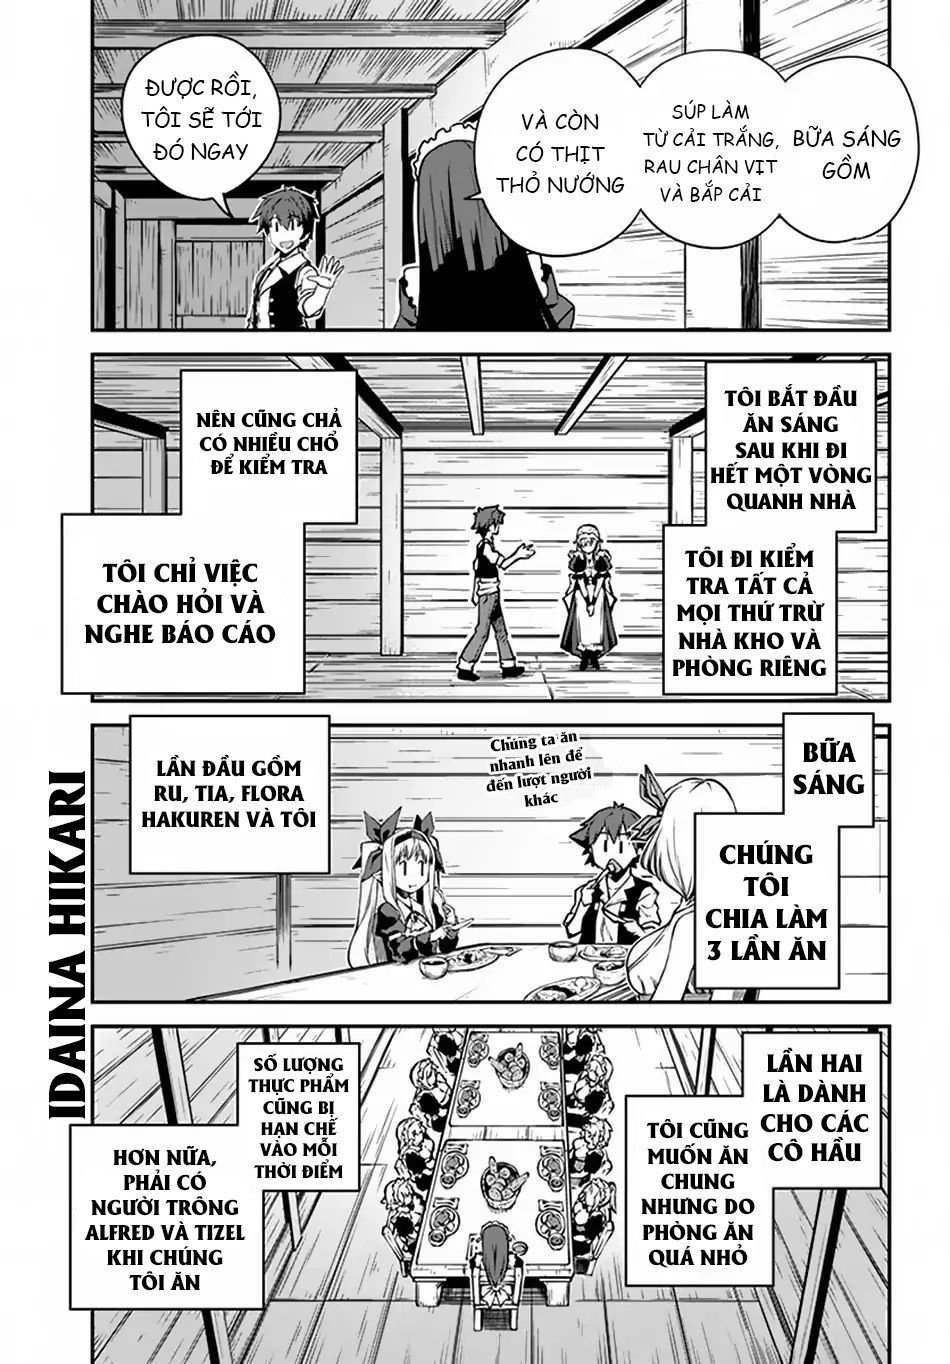 BỮA SÁNG
GỒM
SÚP LÀM
TỪ CẢI TRẮNG,
RAU CHÂN VỊT
VÀ BẮP CẢI
VÀ CÒN
CÓ THỊT
THỎ NƯỚNG
ĐƯỢC RỒI,
TÔI SẼ TỚI
ĐÓ NGAY
TÔI BẮT ĐẦU
ĂN SÁNG
SAU KHI ĐI
HẾT MỘT VÒNG
QUANH NHÀ
TÔI ĐI KIỂM
TRA TẤT CẢ
MỌI THỨ TRỪ
NHÀ KHO VÀ
PHÒNG RIÊNG
NÊN CŨNG CHẢ
CÓ NHIỀU CHỔ
ĐỂ KIỂM TRA
TÔI CHỈ VIỆC
CHÀO HỎI VÀ
NGHE BÁO CÁO
BỮA
SÁNG
CHÚNG
TÔI
CHIA LÀM
3 LẦN ĂN
Chúng ta ăn
nhanh lên để
đến lượt người
khác
LẦN ĐẦU GỒM
RU, TIA, FLORA
HAKUREN VÀ TÔI
LẦN HAI
LÀ DÀNH
CHO CÁC
CÔ HẦU
TÔI CŨNG
MUỐN ĂN
CHUNG
NHƯNG DO
PHÒNG ĂN
QUÁ NHỎ
SỐ LƯỢNG
THỰC PHẨM
CŨNG BỊ
HẠN CHẾ
VÀO MỖI
THỜI ĐIỂM
HƠN NỮA,
PHẢI CÓ
NGƯỜI TRÔNG
ALFRED VÀ TIZEL
KHI CHÚNG
TÔI ĂN
IDAINA HIKARI